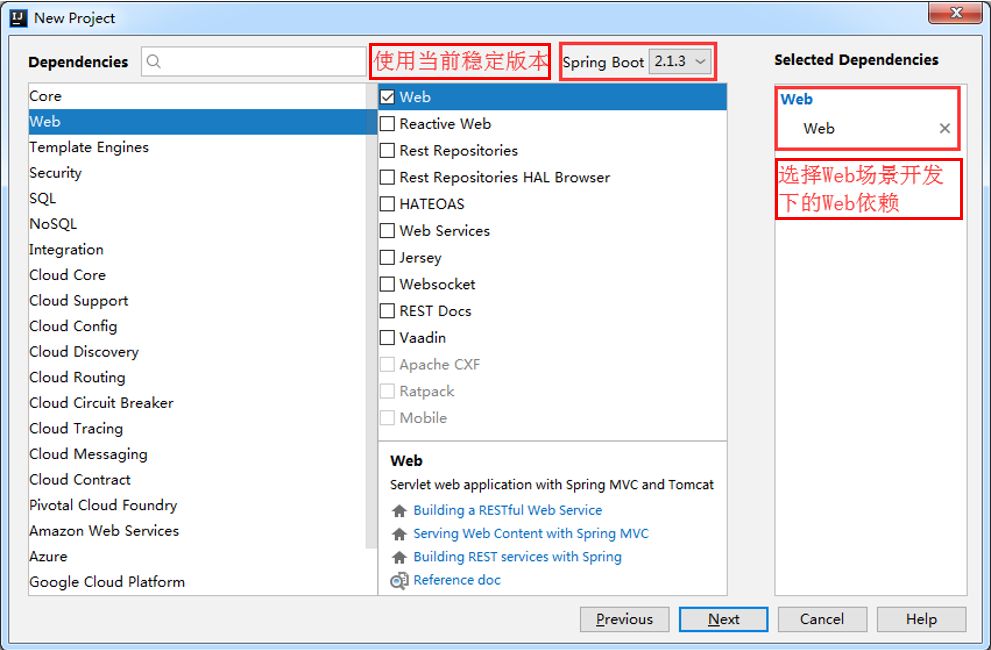 New Project
Dependencies
使用当前稳定版本
Spring Boot 2.1.3
Selected Dependencies
Core
Web
Template Engines
Security
SQL
NoSQL
Integration
Cloud Core
Cloud Support
Cloud Config
Cloud Discovery
Cloud Routing
Cloud Circuit Breaker
Cloud Tracing
Cloud Messaging
Cloud Contract
Pivotal Cloud Foundry
Amazon Web Services
Azure
Google Cloud Platform
Web
Reactive Web
Rest Repositories
Rest Repositories HAL Browser
HATEOAS
Web Services
Jersey
Websocket
REST Docs
Vaadin
Apache CXF
Ratpack
Mobile
Web
Servlet web application with Spring MVC and Tomcat
Building a RESTful Web Service
Serving Web Content with Spring MVC
Building REST services with Spring
Reference doc
Web
Web
选择Web场景开发
下的Web依赖
Previous
Next
Cancel
Help